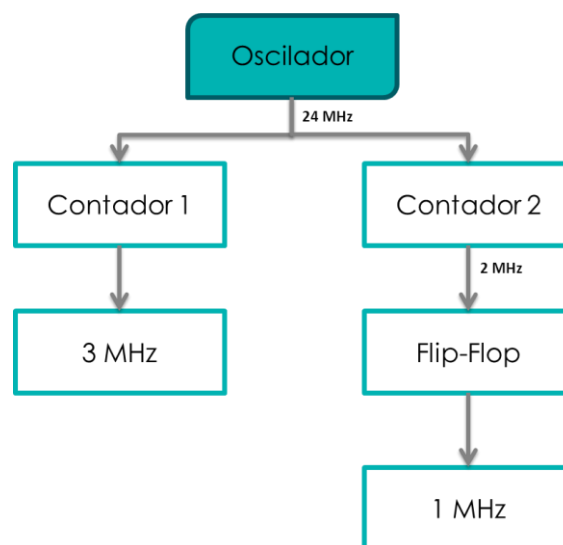 Oscilador
24 MHz
Contador 1
Contador 2
2 MHz
3 MHz
Flip-Flop
1 MHz